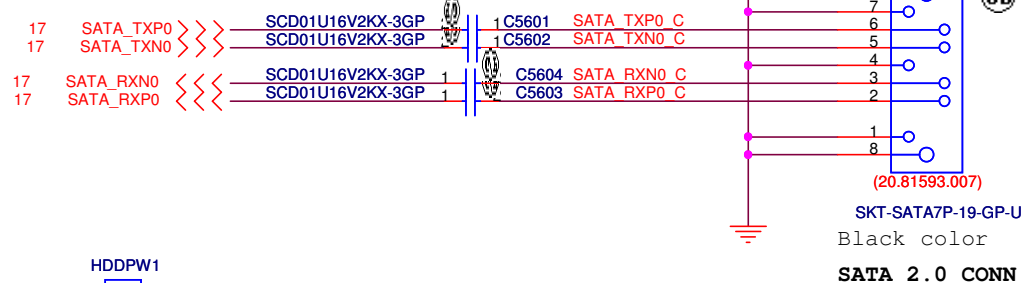 7
17 SATA_TXP0 SCD01U16V2KX-3GP 1 C5601 SATA_TXP0_C 6
17 SATA_TXN0 SCD01U16V2KX-3GP 1 C5602 SATA_TXN0_C 5
4
17 SATA_RXN0 SCD01U16V2KX-3GP 1 C5604 SATA_RXN0_C 3
17 SATA_RXP0 SCD01U16V2KX-3GP 1 C5603 SATA_RXP0_C 2
1
8
(20.81593.007)
SKT-SATA7P-19-GP-U
Black color
HDDPW1
SATA 2.0 CONN